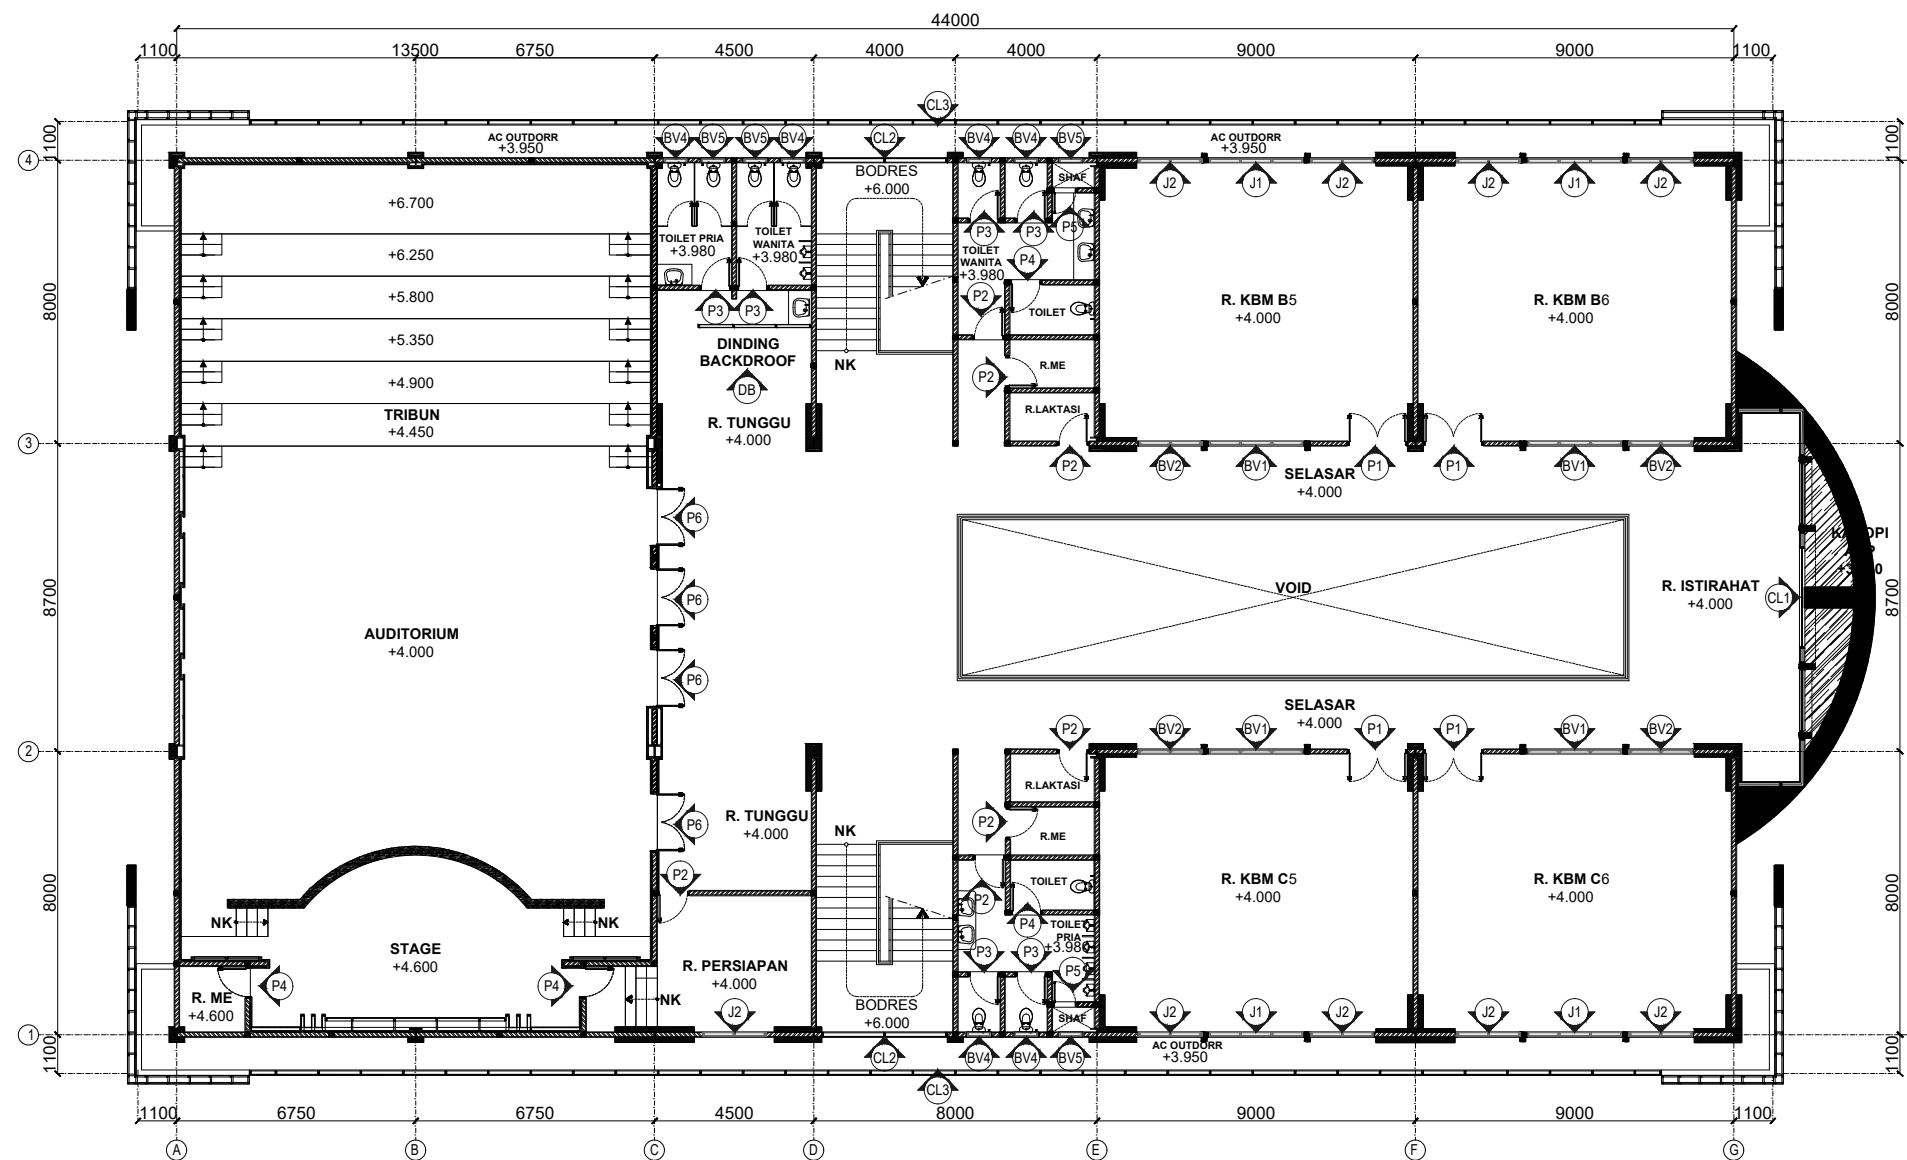 44000
1100 13500 6750 4500 4000 4000 9000 9000 1100
CL3
1100 AC OUTDORR BV4 BV5 BV5 BV4 CL2 BV4 BV4 BV5 AC OUTDORR 1100
+3.950 +3.950
4
BODRES
+6.000
SHAF
J2 J1 J2 J2 J1 J2
+6.700
P3 P3 P5
TOILET PRIA
+3.980
TOILET
WANITA
+3.980
TOILET
WANITA
+3.980
P4
+6.250
P2
8000 8000
+5.800
P3 P3
TOILET
R. KBM B5
+4.000
R. KBM B6
+4.000
+5.350
DINDING
BACKDROOF
NK
R.ME
P2
DB
+4.900
TRIBUN
+4.450
R. TUNGGU
+4.000
R.LAKTASI
3
P2 BV2 BV1 P1 P1 BV1 BV2
SELASAR
+4.000
P6
8700 8700
P6
VOID
R. ISTIRAHAT
+4.000
CL1
AUDITORIUM
+4.000
P6
SELASAR
+4.000
P2 BV2 BV1 P1 P1 BV1 BV2
2
R.LAKTASI
R. TUNGGU
+4.000
P6
NK
P2
R.ME
P2
TOILET
R. KBM C5
+4.000
R. KBM C6
+4.000
8000 8000
P2
P4
NK NK
TOILET
PRIA
+3.980
STAGE
+4.600
P3 P3 P5
R. PERSIAPAN
+4.000
P4 P4
R. ME
+4.600
NK
BODRES
+6.000
SHAF
J2 J2 J1 J2 J2 J1 J2
1
AC OUTDORR
+3.950
1100 CL2 BV4 BV4 BV5 1100
CL3
1100 6750 6750 4500 8000 9000 9000 1100
A B C D E F G